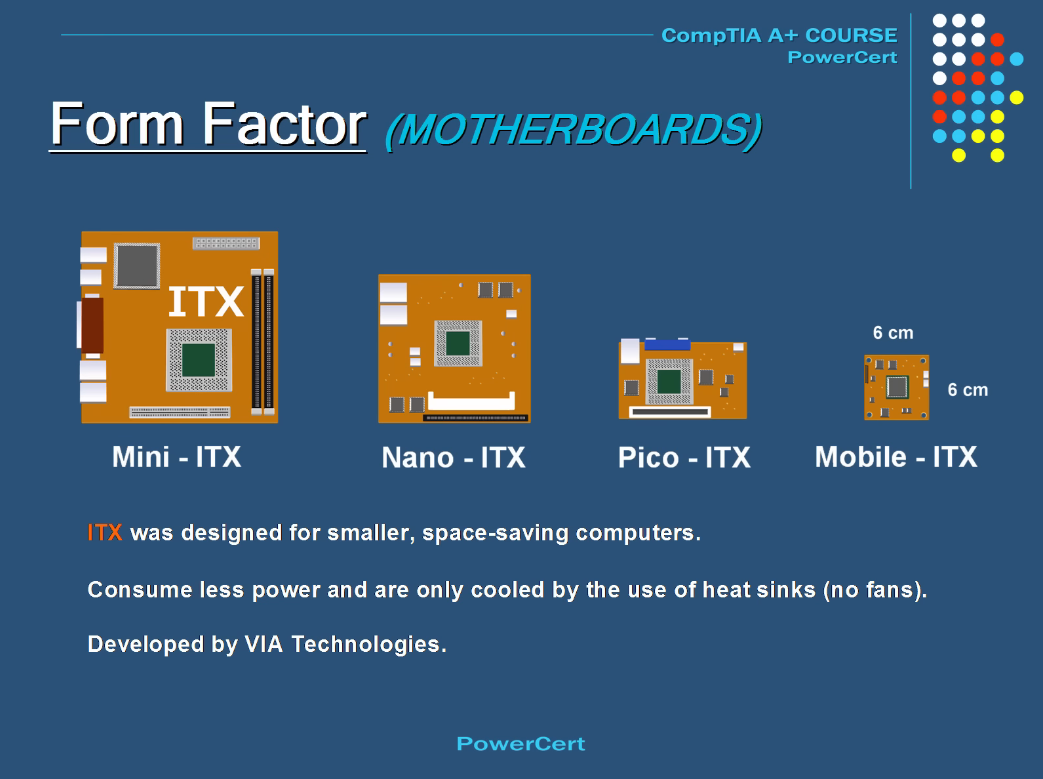 CompTIA A+ COURSE
PowerCert
Form Factor (MOTHERBOARDS)
ITX
6 cm
6 cm
Mini - ITX
Nano - ITX
Pico - ITX
Mobile - ITX
ITX was designed for smaller, space-saving computers.
Consume less power and are only cooled by the use of heat sinks (no fans).
Developed by VIA Technologies.
PowerCert